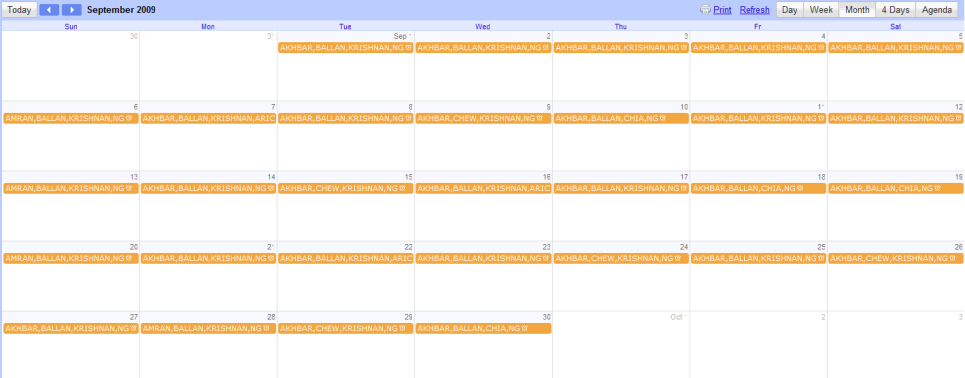 Today September 2009 Print Refresh Day Week Month 4 Days Agenda
Sun Mon Tue Wed Thu Fri Sat
30 31 Sep 1 2 3 4 5
AKHBAR,BALLAN,KRISHNAN,NG AKHBAR,BALLAN,KRISHNAN,NG AKHBAR,BALLAN,KRISHNAN,NG AKHBAR,BALLAN,KRISHNAN,NG AKHBAR,BALLAN,KRISHNAN,NG
6 7 8 9 10 11 12
AMRAN,BALLAN,KRISHNAN,NG AKHBAR,BALLAN,KRISHNAN,ARIC AKHBAR,BALLAN,KRISHNAN,NG AKHBAR,CHEW,KRISHNAN,NG AKHBAR,BALLAN,CHIA,NG AKHBAR,BALLAN,KRISHNAN,NG AKHBAR,BALLAN,KRISHNAN,NG
13 14 15 16 17 18 19
AMRAN,BALLAN,KRISHNAN,NG AKHBAR,BALLAN,KRISHNAN,NG AKHBAR,CHEW,KRISHNAN,NG AKHBAR,BALLAN,KRISHNAN,ARIC AKHBAR,BALLAN,KRISHNAN,NG AKHBAR,BALLAN,CHIA,NG AKHBAR,BALLAN,CHIA,NG
20 21 22 23 24 25 26
AMRAN,BALLAN,KRISHNAN,NG AKHBAR,BALLAN,KRISHNAN,NG AKHBAR,BALLAN,KRISHNAN,ARIC AKHBAR,BALLAN,KRISHNAN,NG AKHBAR,CHEW,KRISHNAN,NG AKHBAR,BALLAN,KRISHNAN,NG AKHBAR,CHEW,KRISHNAN,NG
27 28 29 30 Oct 1 2 3
AKHBAR,BALLAN,KRISHNAN,NG AMRAN,BALLAN,KRISHNAN,NG AKHBAR,CHEW,KRISHNAN,NG AKHBAR,BALLAN,CHIA,NG